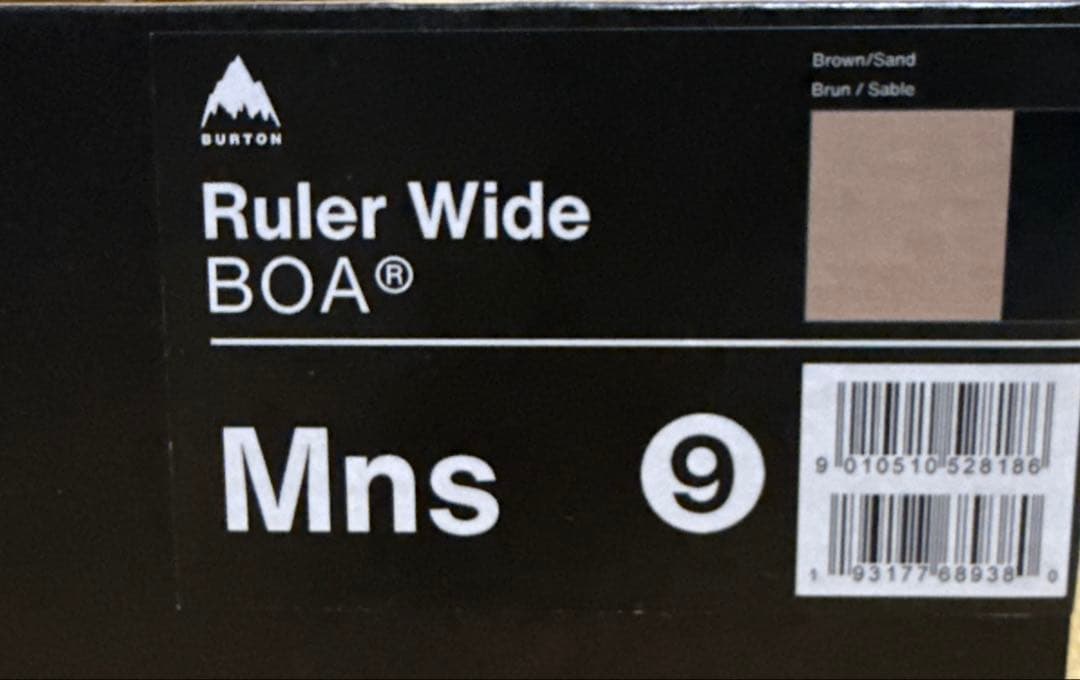 BURTON
Ruler Wide
BOA®
Mns 9
Brown/Sand
Brun / Sable
9 010510 528186
1 93177 68938 0